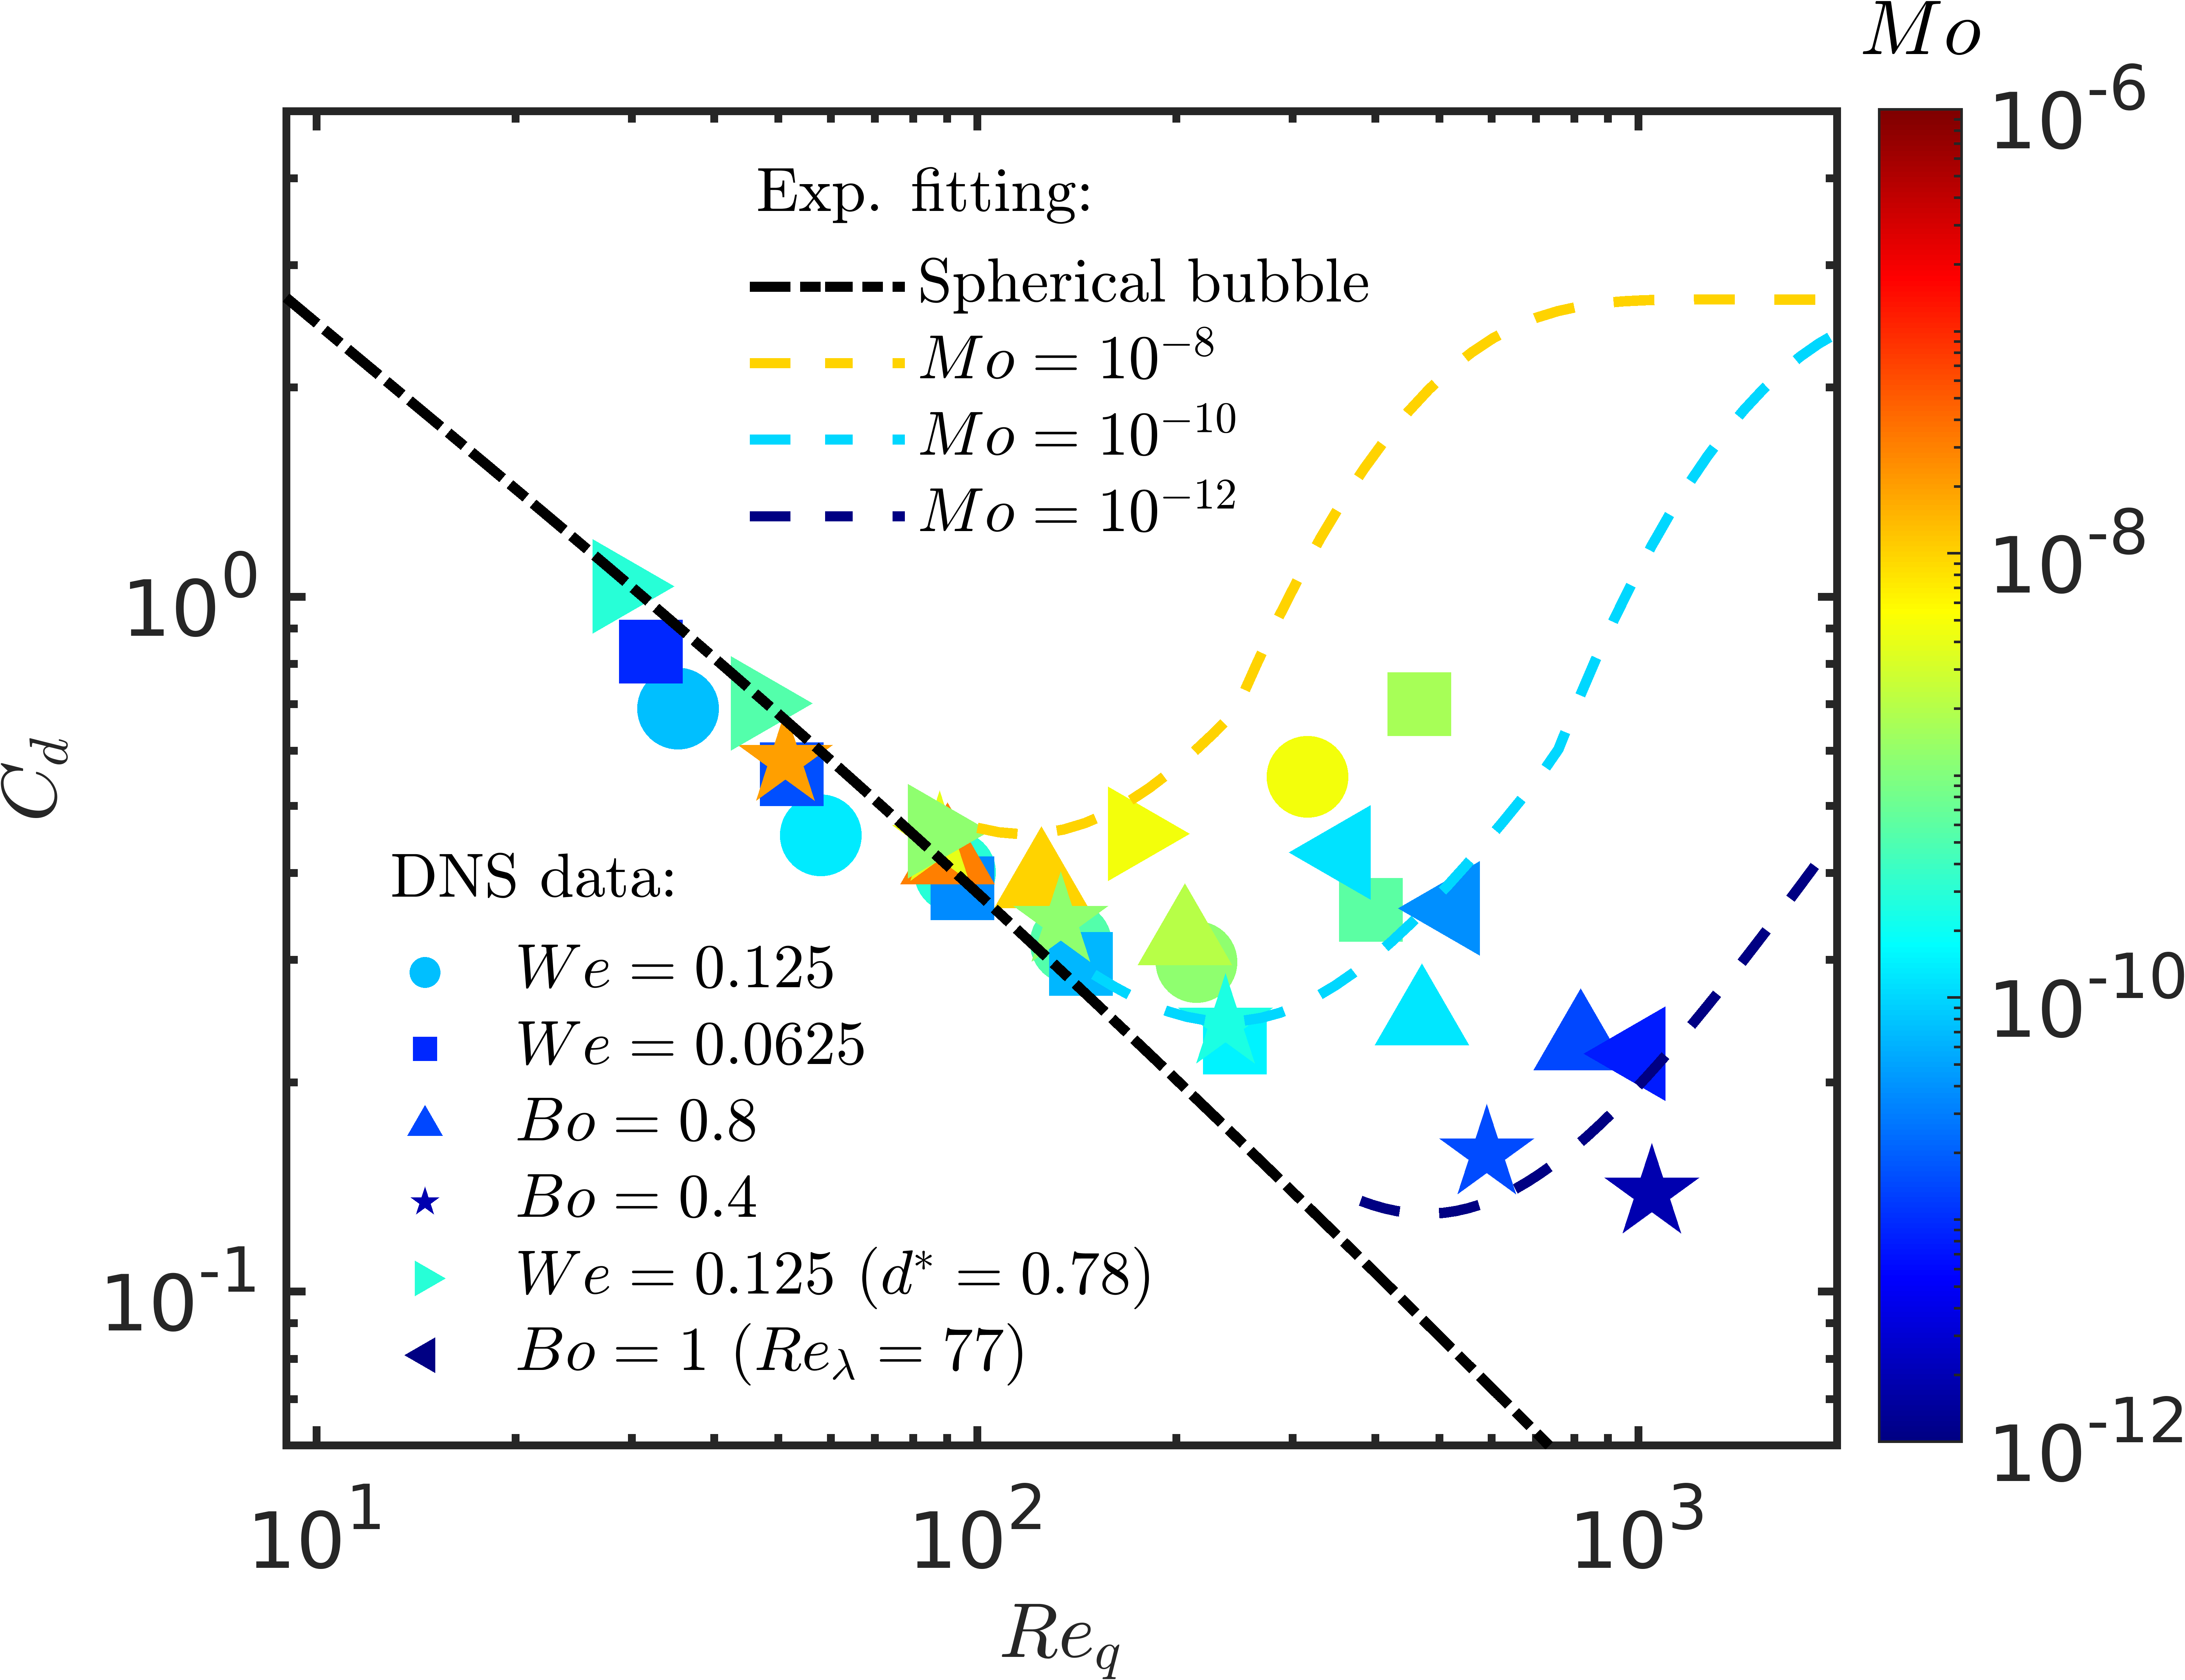 Mo
10^-6
10^-8
10^-10
10^-12
Exp. fitting:
Spherical bubble
Mo = 10^−8
Mo = 10^−10
Mo = 10^−12
C_d
10^0
10^-1
DNS data:
We = 0.125
We = 0.0625
Bo = 0.8
Bo = 0.4
We = 0.125 (d* = 0.78)
Bo = 1 (Re_λ = 77)
10^1
10^2
10^3
Re_q